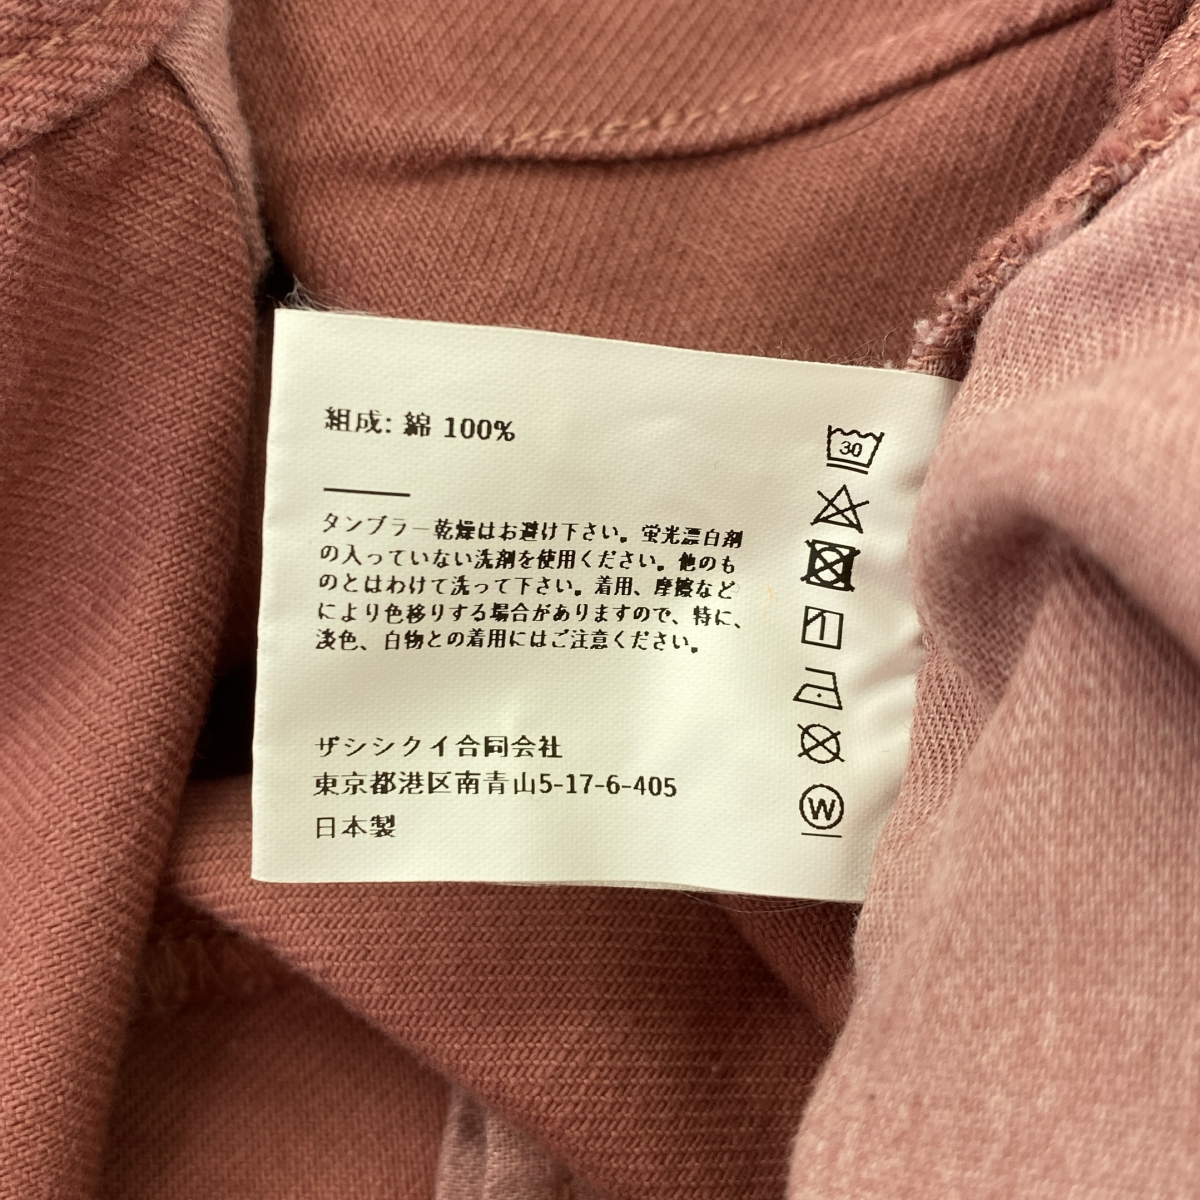 組成: 綿 100%
タンブラー乾燥はお避け下さい。蛍光漂白剤
の入っていない洗剤を使用ください。他のも
のとはわけて洗って下さい。着用、摩擦など
により色移りする場合がありますので、特に、
淡色、白物との着用にはご注意ください。
ザシシクイ合同会社
東京都港区南青山5-17-6-405
日本製
30
W